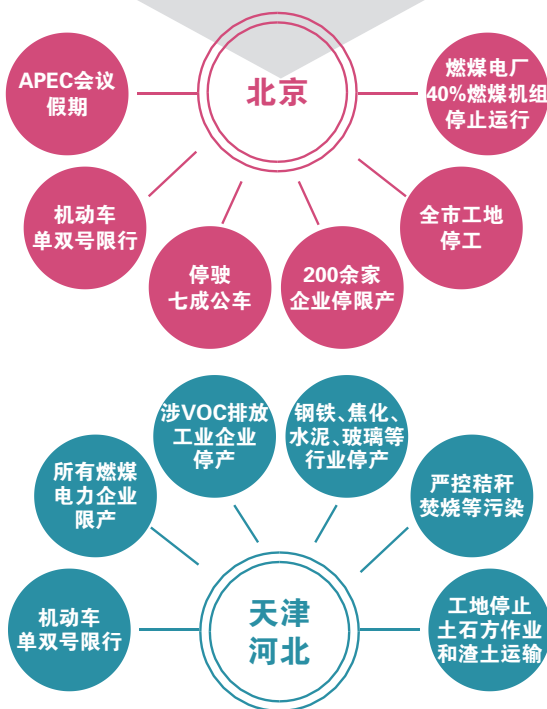 北京
APEC会议
假期
机动车
单双号限行
停驶
七成公车
200余家
企业停限产
全市工地
停工
燃煤电厂
40%燃煤机组
停止运行
天津
河北
机动车
单双号限行
所有燃煤
电力企业
限产
涉VOC排放
工业企业
停产
钢铁、焦化、
水泥、玻璃等
行业停产
严控秸秆
焚烧等污染
工地停止
土石方作业
和渣土运输